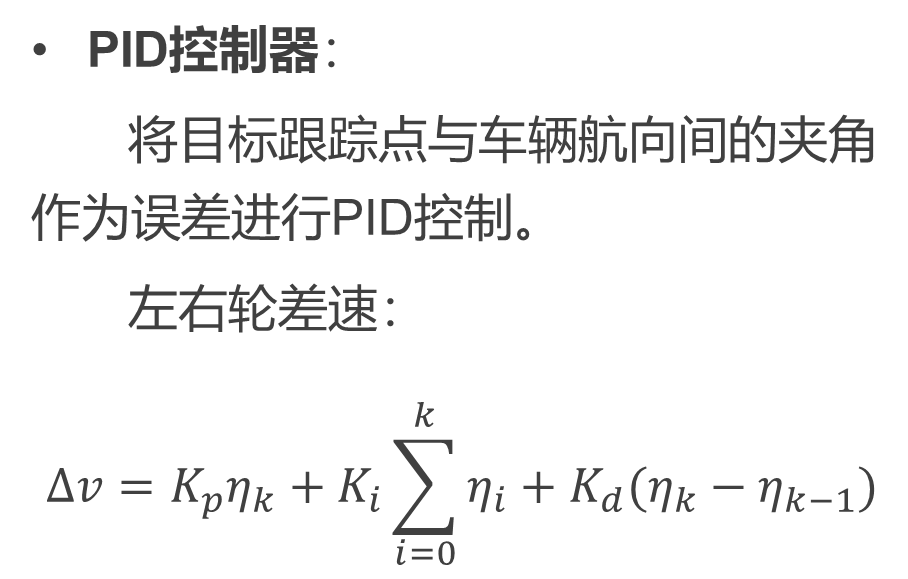 • PID控制器：
将目标跟踪点与车辆航向间的夹角
作为误差进行PID控制。
左右轮差速：
Δv = K_p η_k + K_i ∑_{i=0}^{k} η_i + K_d(η_k − η_{k−1})